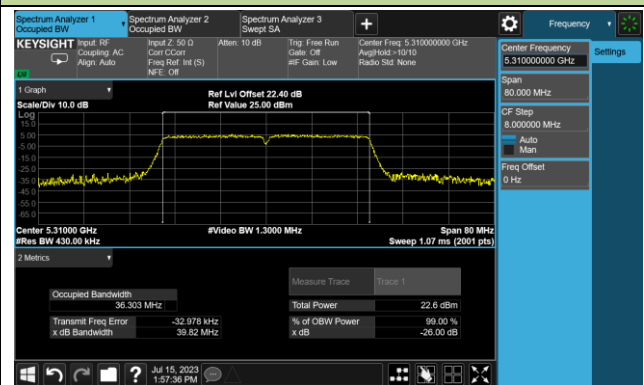 Spectrum Analyzer 1
Occupied BW
Spectrum Analyzer 2
Occupied BW
Spectrum Analyzer 3
Swept SA
+
Frequency
KEYSIGHT
Input: RF
Coupling: AC
Align: Auto
Input Z: 50 Ω
Corr CCorr
Freq Ref: Int (S)
NFE: Off
Atten: 10 dB
Trig: Free Run
Gate: Off
#IF Gain: Low
Center Freq: 5.310000000 GHz
Avg|Hold:>10/10
Radio Std: None
Center Frequency
5.310000000 GHz
Settings
Span
80.000 MHz
CF Step
8.000000 MHz
Auto
Man
Freq Offset
0 Hz
1 Graph
Scale/Div 10.0 dB
Ref Lvl Offset 22.40 dB
Ref Value 25.00 dBm
Log
15.0
5.00
-5.00
-15.0
-25.0
-35.0
-45.0
-55.0
-65.0
Center 5.31000 GHz
#Res BW 430.00 kHz
#Video BW 1.3000 MHz
Span 80 MHz
Sweep 1.07 ms (2001 pts)
2 Metrics
Measure Trace
Trace 1
Occupied Bandwidth
36.303 MHz
Total Power
22.6 dBm
Transmit Freq Error
-32.978 kHz
% of OBW Power
99.00 %
x dB Bandwidth
39.82 MHz
x dB
-26.00 dB
?
Jul 15, 2023
1:57:36 PM